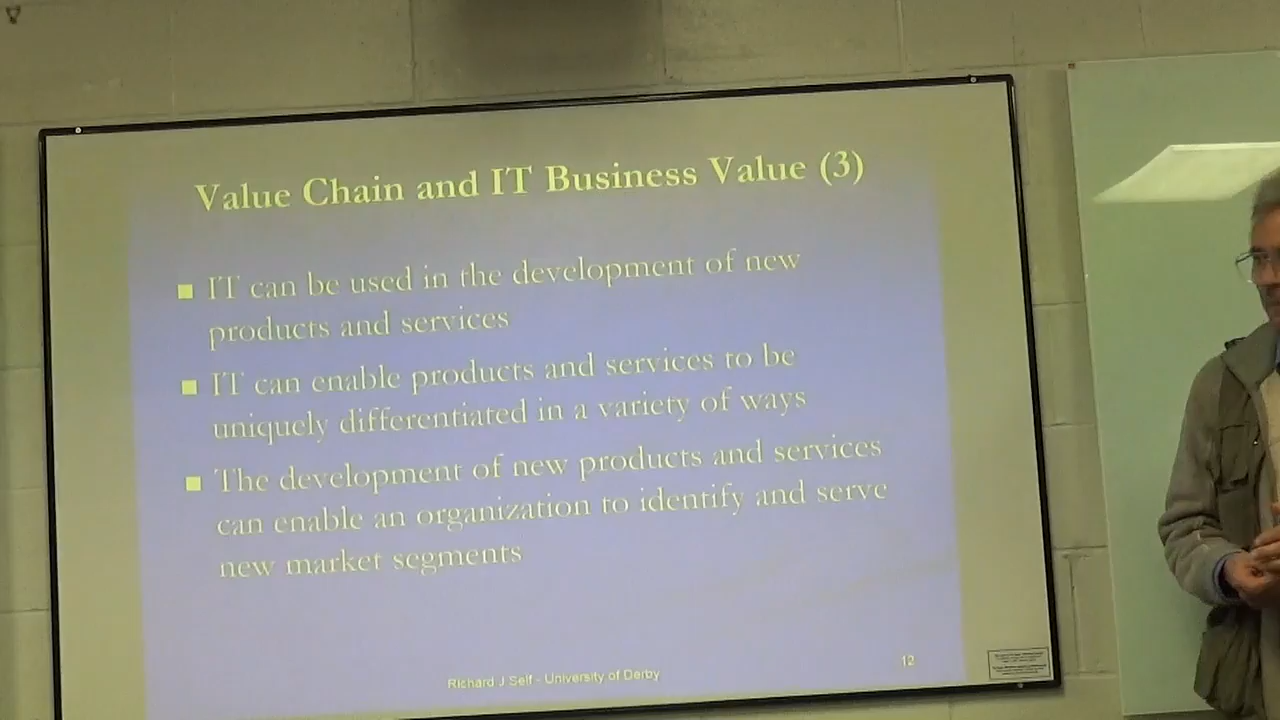 Value Chain and IT Business Value (3)
IT can be used in the development of new
products and services
IT can enable products and services to be
uniquely differentiated in a variety of ways
The development of new products and services
can enable an organization to identify and serve
new market segments
Richard J Self - University of Derby
12